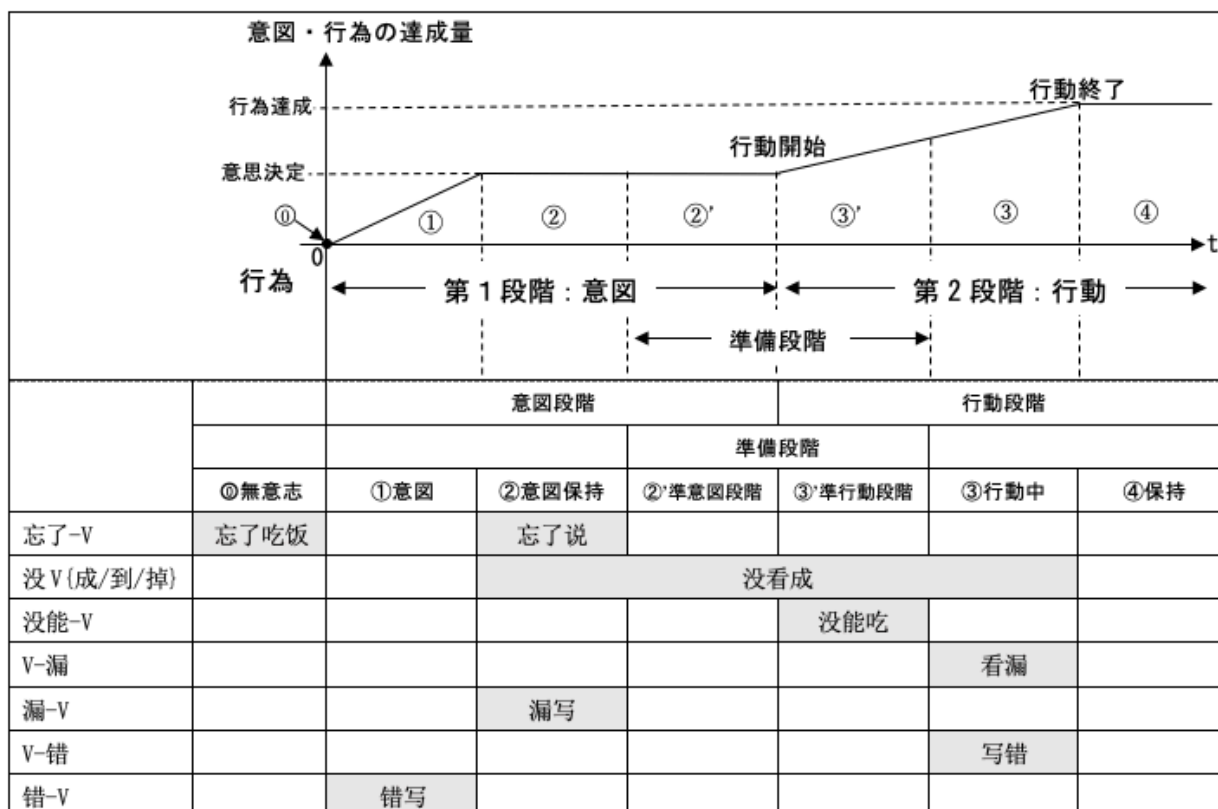 意図・行為の達成量
行為達成
行動終了
意思決定
行動開始
⓪ ① ② ②' ③' ③ ④
0 t
行為 第1段階:意図 第2段階:行動
準備段階
意図段階 行動段階
準備段階
⓪無意志 ①意図 ②意図保持 ②'準意図段階 ③'準行動段階 ③行動中 ④保持
忘了-V 忘了吃饭 忘了说
没V{成/到/掉} 没看成
没能-V 没能吃
V-漏 看漏
漏-V 漏写
V-错 写错
错-V 错写